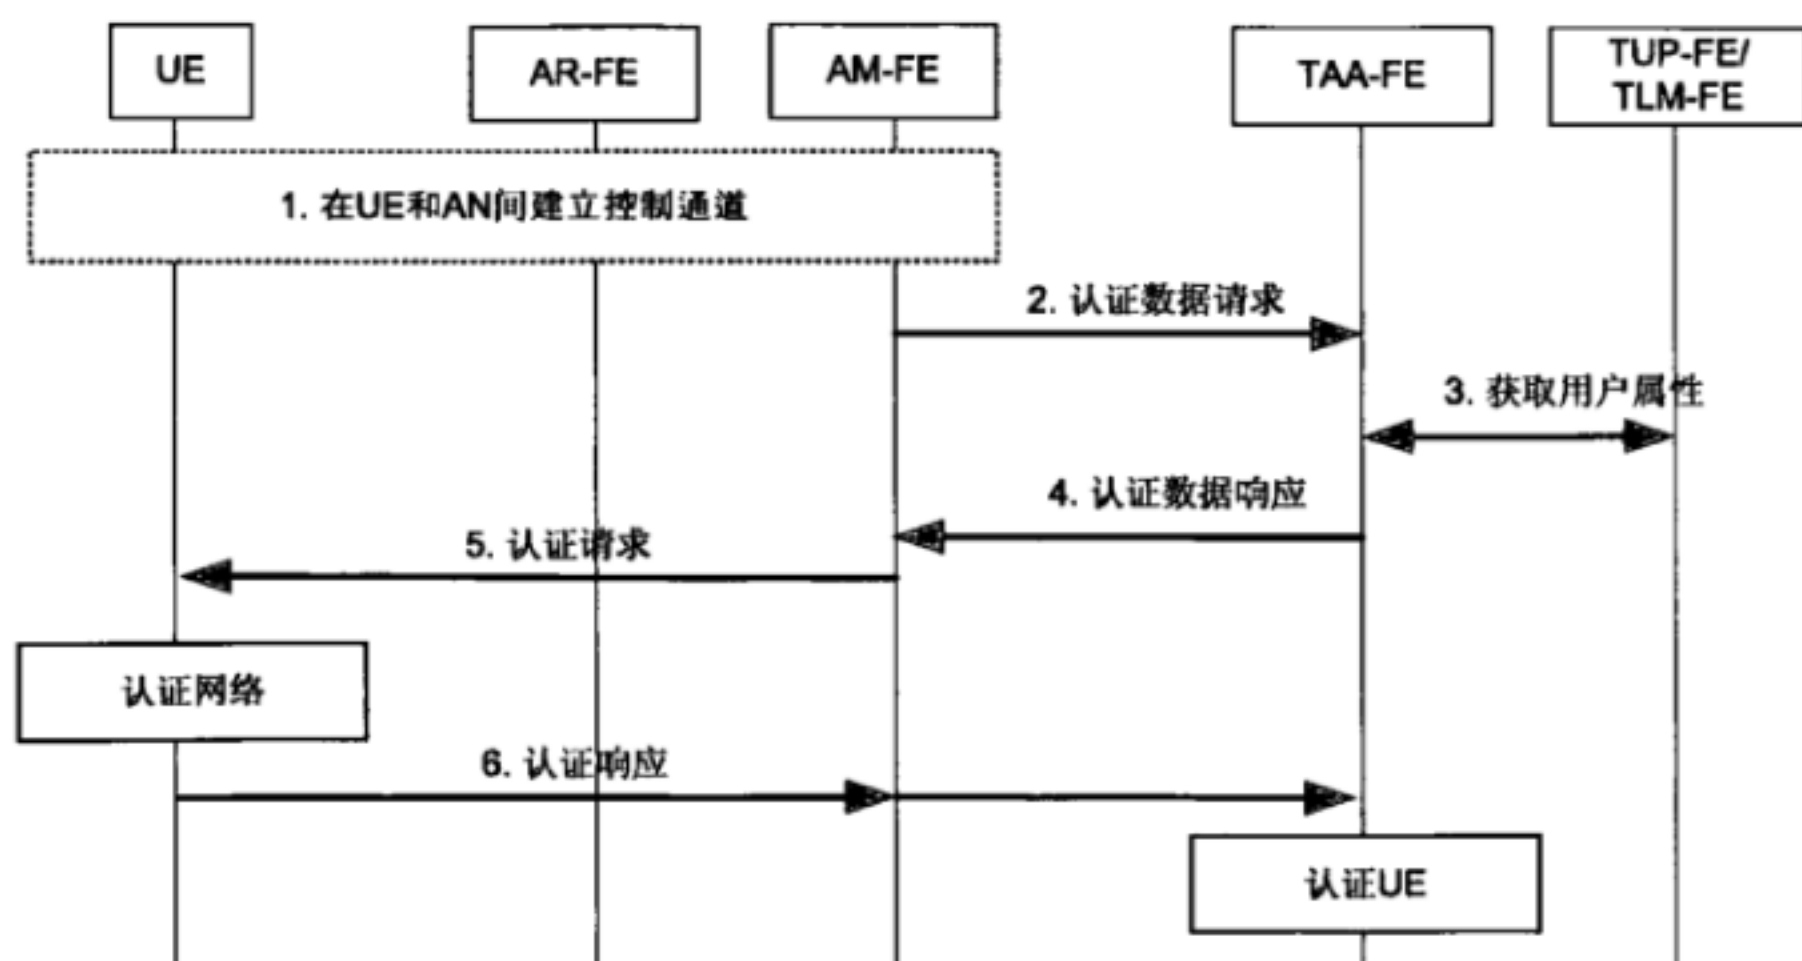 UE
AR-FE
AM-FE
TAA-FE
TUP-FE/
TLM-FE
1. 在UE和AN间建立控制通道
2. 认证数据请求
3. 获取用户属性
4. 认证数据响应
5. 认证请求
认证网络
6. 认证响应
认证UE